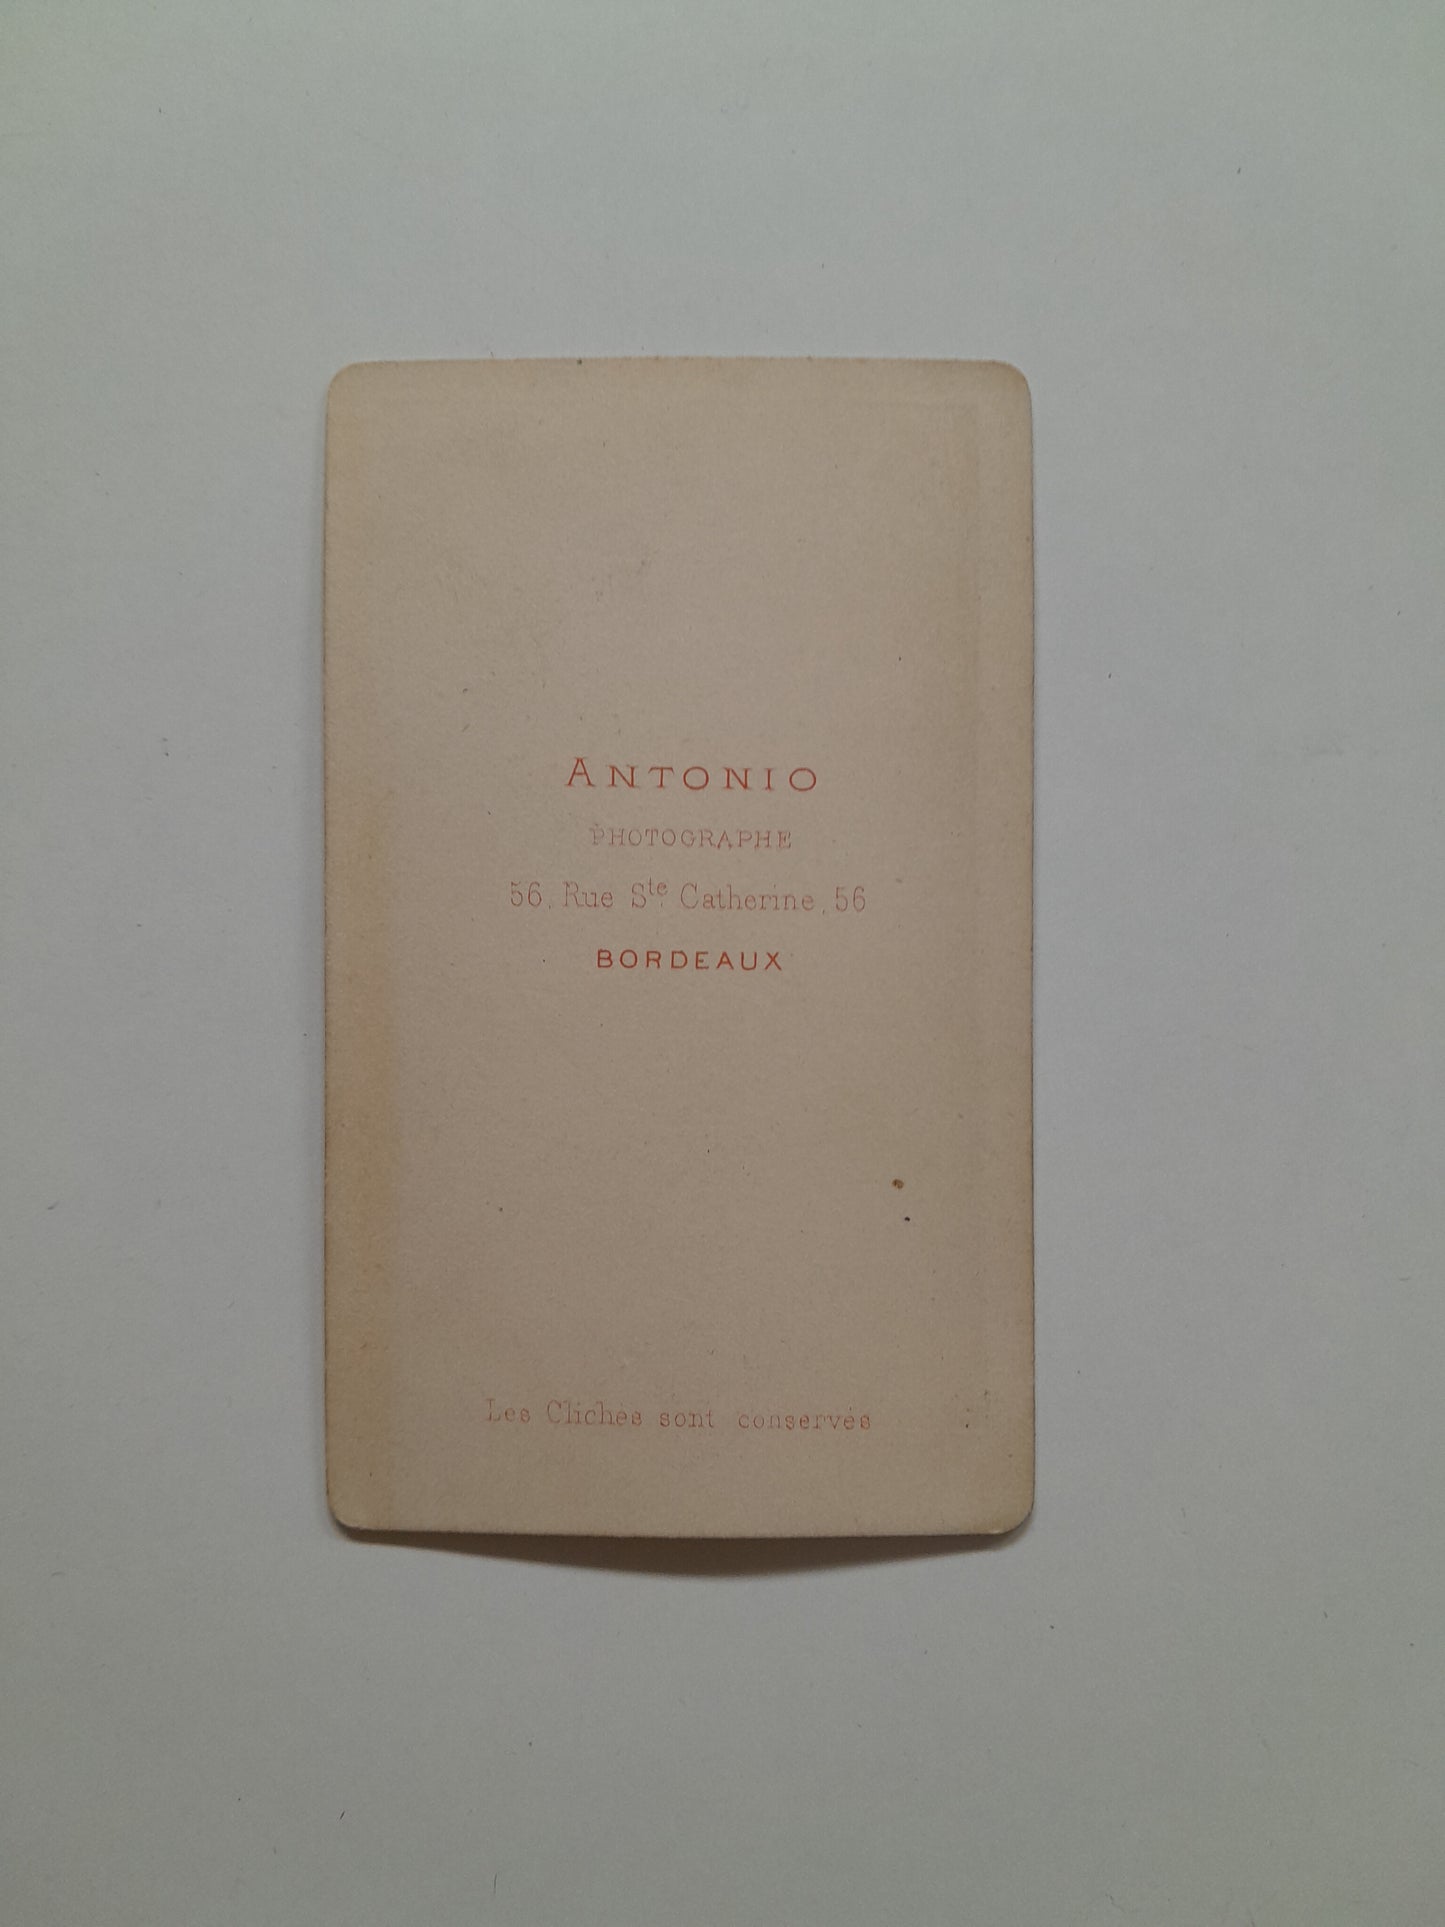 ANTONIO
PHOTOGRAPHE
56, Rue Ste Catherine, 56
BORDEAUX
Les Clichés sont conservés